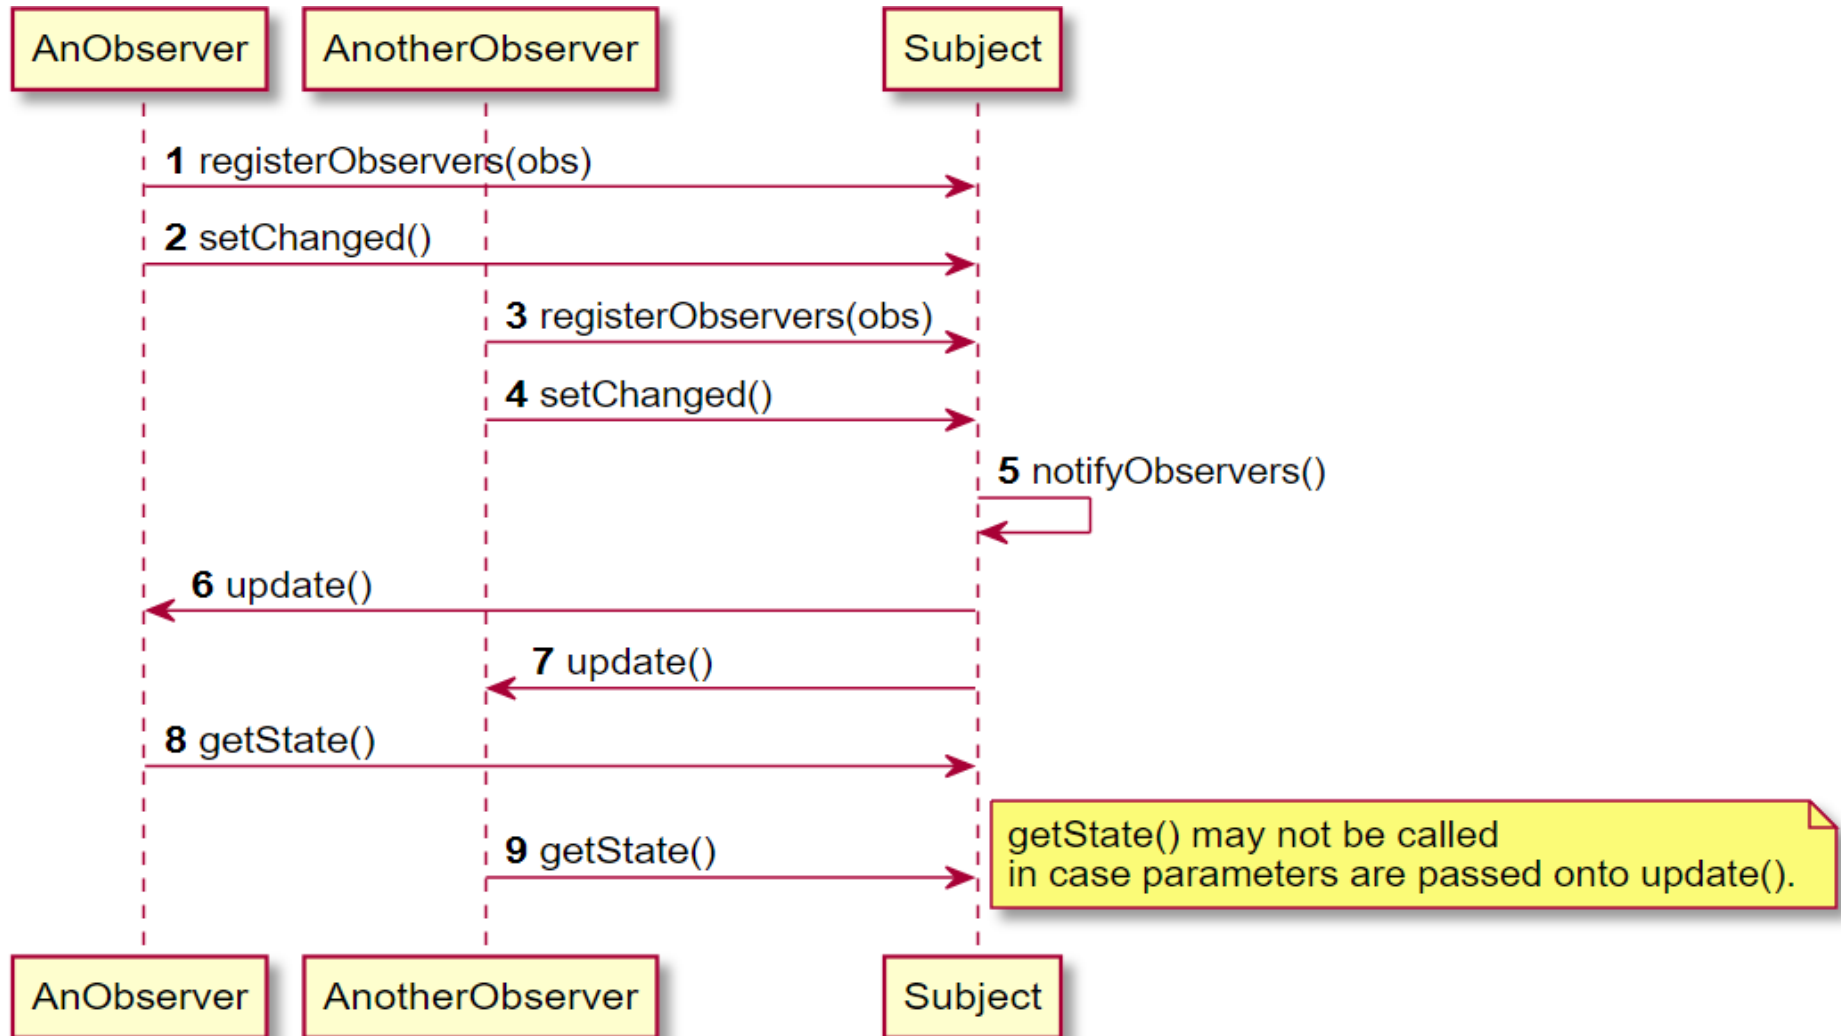 AnObserver AnotherObserver Subject
1 registerObservers(obs)
2 setChanged()
3 registerObservers(obs)
4 setChanged()
5 notifyObservers()
6 update()
7 update()
8 getState()
9 getState()
getState() may not be called
in case parameters are passed onto update().
AnObserver AnotherObserver Subject